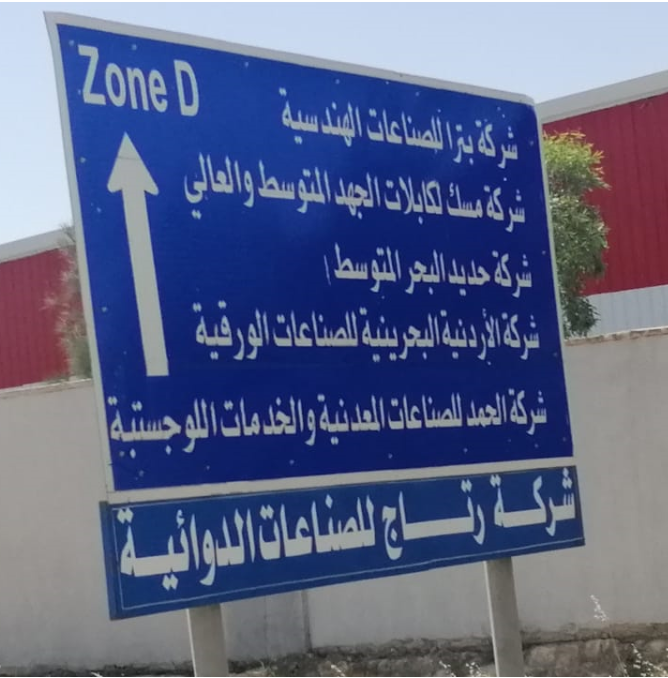 Zone D
شركة بترا للصناعات الهندسية
شركة مسك لكابلات الجهد المتوسط والعالي
شركة حديد البحر المتوسط
شركة الأردنية البحرينية للصناعات الورقية
شركة الحمد للصناعات المعدنية والخدمات اللوجستية
شركة رتاج للصناعات الدوائية